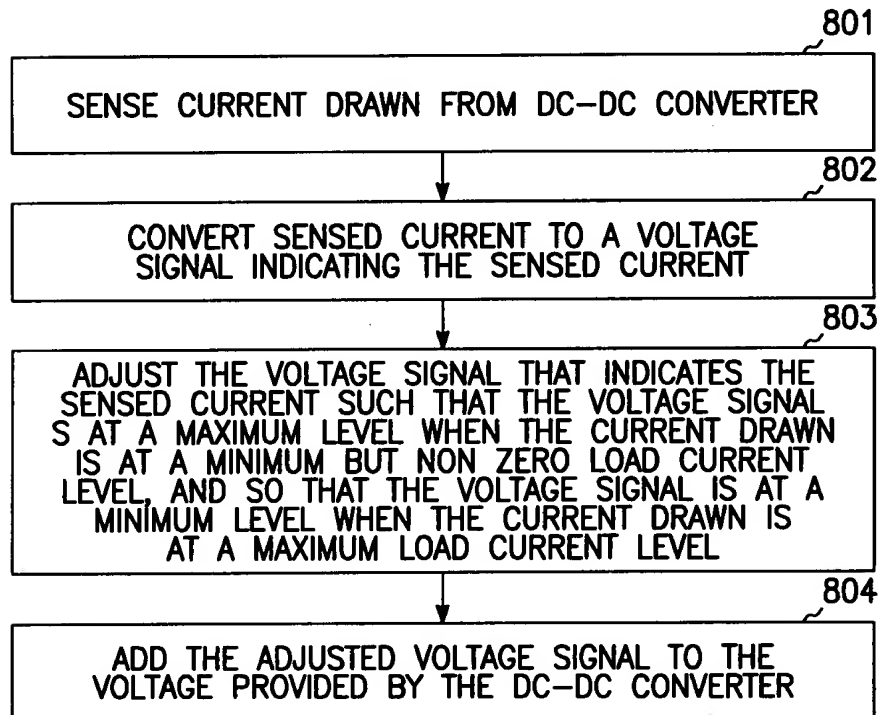 801
SENSE CURRENT DRAWN FROM DC-DC CONVERTER
802
CONVERT SENSED CURRENT TO A VOLTAGE
SIGNAL INDICATING THE SENSED CURRENT
803
ADJUST THE VOLTAGE SIGNAL THAT INDICATES THE
SENSED CURRENT SUCH THAT THE VOLTAGE SIGNAL
S AT A MAXIMUM LEVEL WHEN THE CURRENT DRAWN
IS AT A MINIMUM BUT NON ZERO LOAD CURRENT
LEVEL, AND SO THAT THE VOLTAGE SIGNAL IS AT A
MINIMUM LEVEL WHEN THE CURRENT DRAWN IS
AT A MAXIMUM LOAD CURRENT LEVEL
804
ADD THE ADJUSTED VOLTAGE SIGNAL TO THE
VOLTAGE PROVIDED BY THE DC-DC CONVERTER